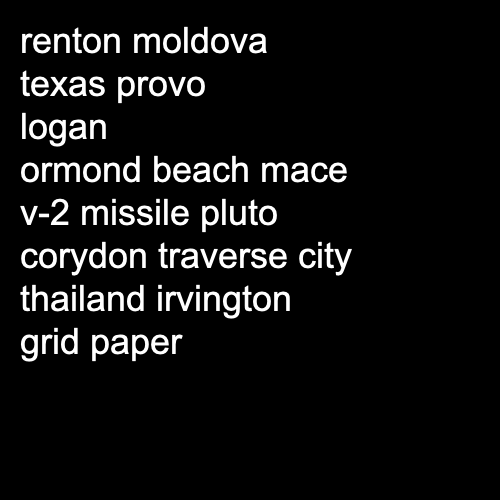 renton moldova
texas provo
logan
ormond beach mace
v-2 missile pluto
corydon traverse city
thailand irvington
grid paper